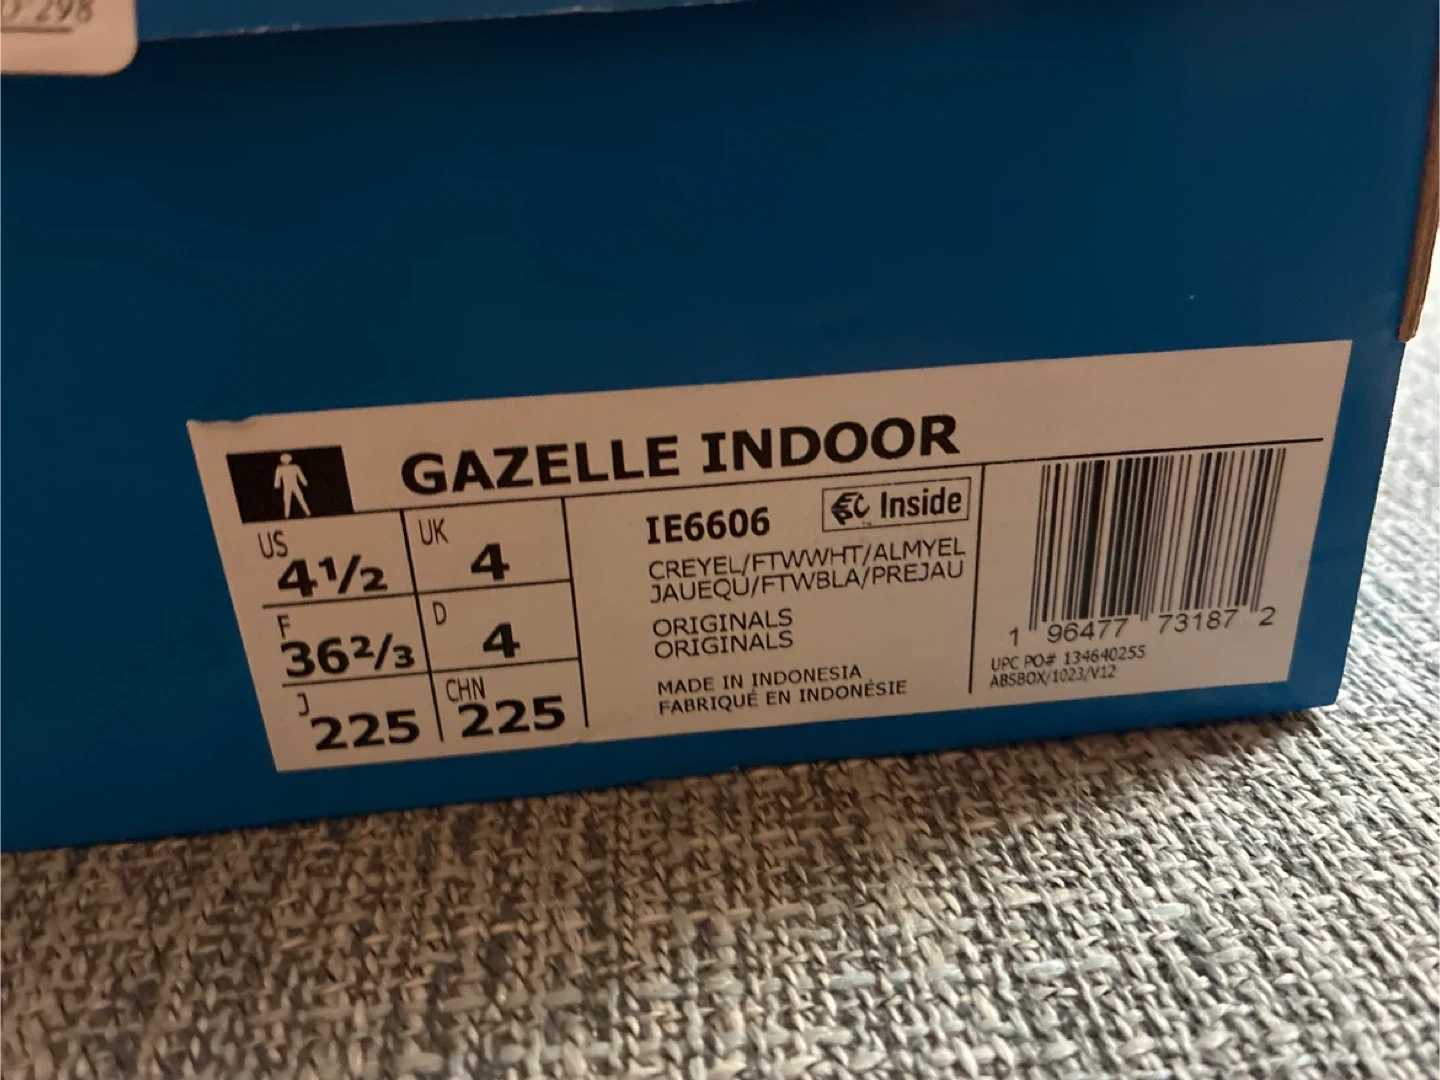 298
GAZELLE INDOOR
US
4½
UK
4
F
36⅔
D
4
J
225
CHN
225
IE6606
Inside
CREYEL/FTWWHT/ALMYEL
JAUEQU/FTWBLA/PREJAU
ORIGINALS
ORIGINALS
MADE IN INDONESIA
FABRIQUÉ EN INDONÉSIE
1 96477 73187 2
UPC PO# 134640255
ABSBOX/1023/V12